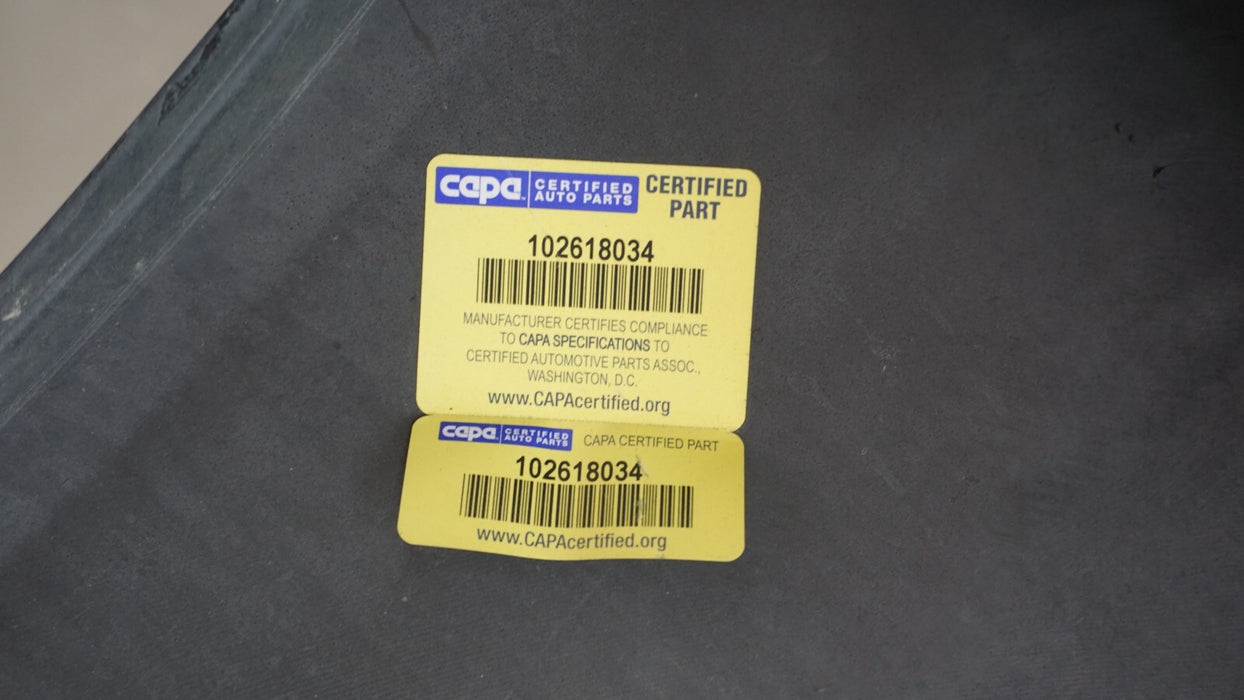 capa CERTIFIED AUTO PARTS CERTIFIED PART
102618034
MANUFACTURER CERTIFIES COMPLIANCE
TO CAPA SPECIFICATIONS TO
CERTIFIED AUTOMOTIVE PARTS ASSOC.,
WASHINGTON, D.C.
www.CAPAcertified.org
capa CERTIFIED AUTO PARTS CAPA CERTIFIED PART
102618034
www.CAPAcertified.org